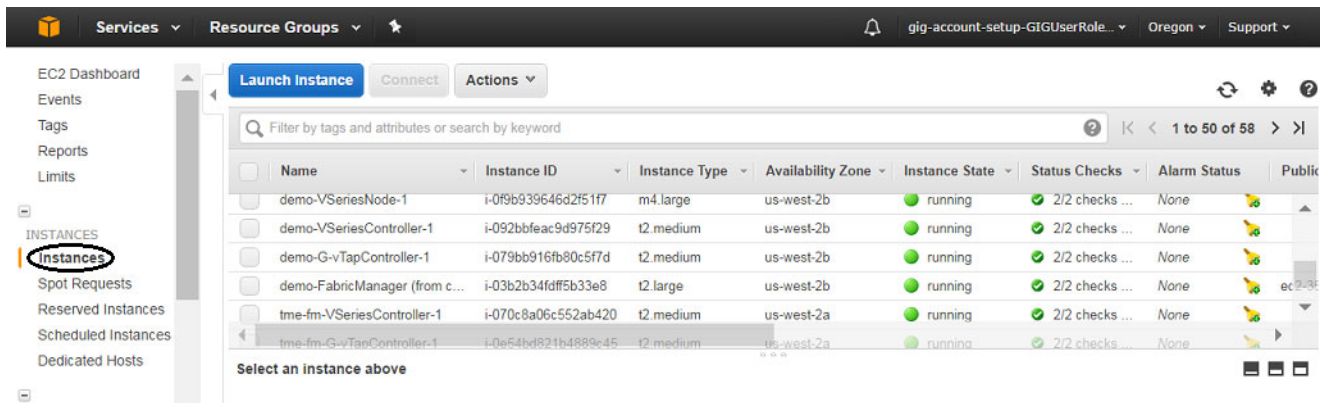 Services Resource Groups gig-account-setup-GIGUserRole... Oregon Support
EC2 Dashboard
Events
Tags
Reports
Limits
INSTANCES
Instances
Spot Requests
Reserved Instances
Scheduled Instances
Dedicated Hosts
Launch Instance Connect Actions
Filter by tags and attributes or search by keyword 1 to 50 of 58
Name Instance ID Instance Type Availability Zone Instance State Status Checks Alarm Status Public
demo-VSeriesNode-1 i-0f9b939646d2f51f7 m4.large us-west-2b running 2/2 checks ... None
demo-VSeriesController-1 i-092bbfeac9d975f29 t2.medium us-west-2b running 2/2 checks ... None
demo-G-vTapController-1 i-079bb916fb80c5f7d t2.medium us-west-2b running 2/2 checks ... None
demo-FabricManager (from c... i-03b2b34fdff5b33e8 t2.large us-west-2b running 2/2 checks ... None ec2-35
tme-fm-VSeriesController-1 i-070c8a06c552ab420 t2.medium us-west-2a running 2/2 checks ... None
tme-fm-G-vTapController-1 i-0e54bd821b4889c45 t2.medium us-west-2a running 2/2 checks ... None
Select an instance above